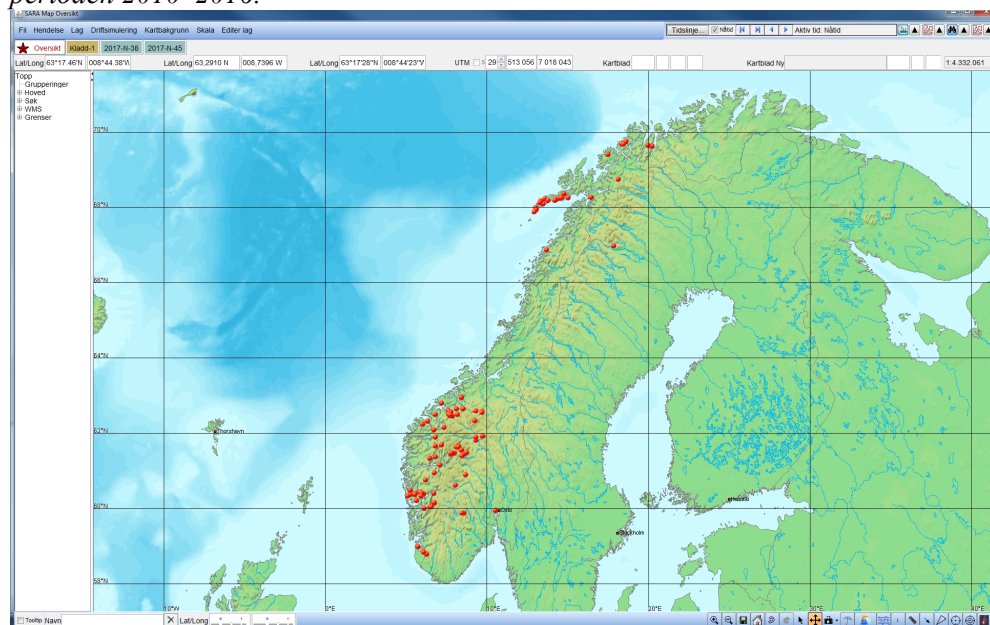 perioden 2010–2016.
SARA Map Oversikt
Fil Hendelse Lag Driftsimulering Kartbakgrunn Skala Editer lag
Tidslinje... Nåtid Aktiv tid: Nåtid
Oversikt Kladd-1 2017-N-38 2017-N-45
Lat/Long 63°17.46'N 008°44.38'W Lat/Long 63,2910 N 008,7396 W Lat/Long 63°17'28"N 008°44'23"V UTM 29 513 056 7 018 043 Kartblad Kartblad Ny 1:4.332.061
Topp
Grupperinger
Hoved
Søk
WMS
Grenser
70°N
68°N
66°N
64°N
62°N
Thorshavn
60°N
Oslo
Stockholm
58°N
10°W 0°E 10°E 20°E 30°E 40°E
Tooltip Navn Lat/Long